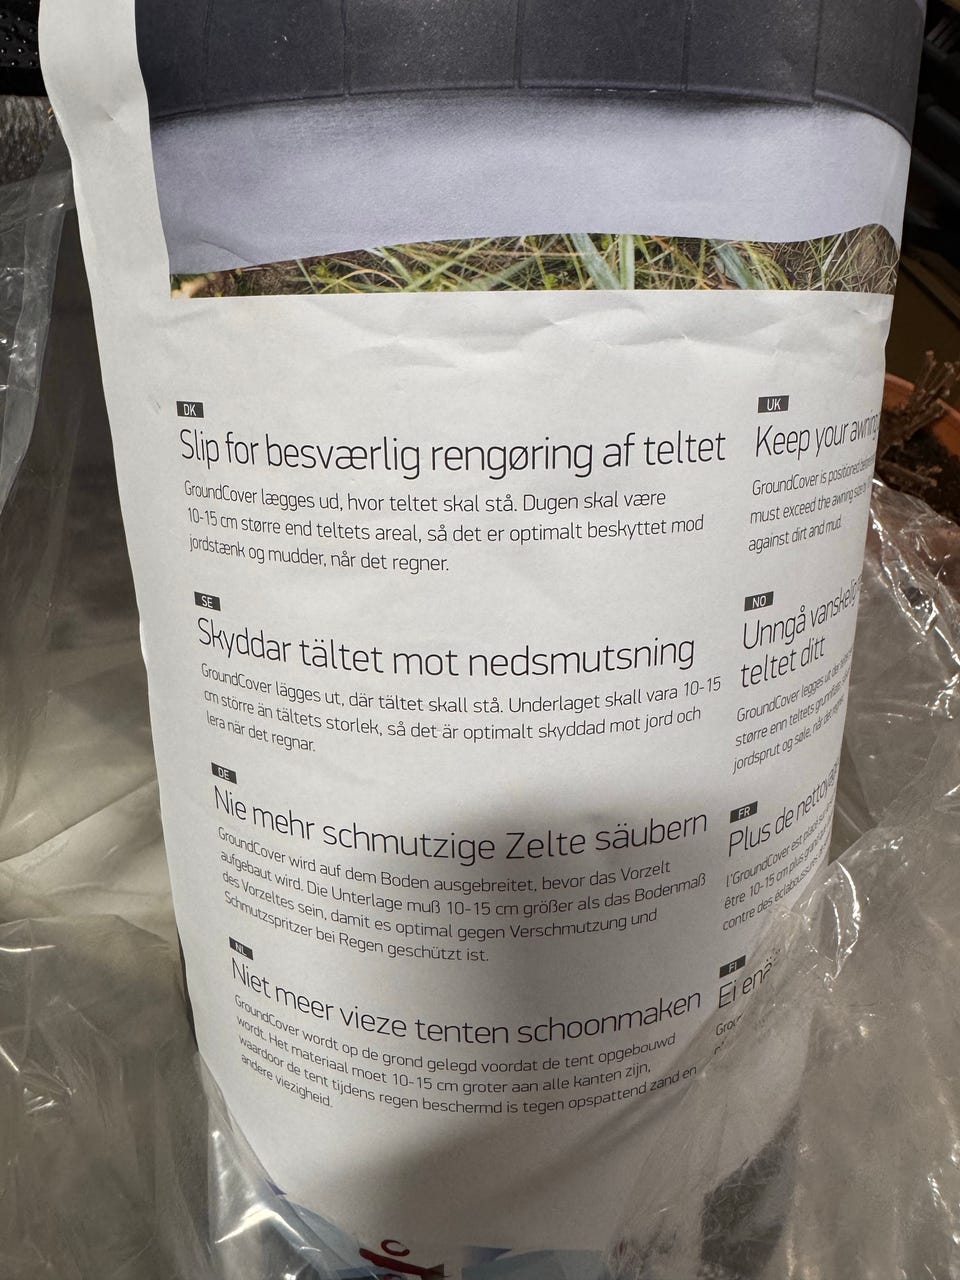 DK
Slip for besværlig rengøring af teltet
GroundCover lægges ud, hvor teltet skal stå. Dugen skal være
10-15 cm større end teltets areal, så det er optimalt beskyttet mod
jordstænk og mudder, når det regner.
SE
Skyddar tältet mot nedsmutsning
GroundCover lägges ut, där tältet skall stå. Underlaget skall vara 10-15
cm större än tältets storlek, så det är optimalt skyddad mot jord och
lera når det regnar.
DE
Nie mehr schmutzige Zelte säubern
GroundCover wird auf dem Boden ausgebreitet, bevor das Vorzelt
aufgebaut wird. Die Unterlage muß 10-15 cm größer als das Bodenmaß
des Vorzeltes sein, damit es optimal gegen Verschmutzung und
Schmutzspritzer bei Regen geschützt ist.
NL
Niet meer vieze tenten schoonmaken
GroundCover wordt op de grond gelegd voordat de tent opgebouwd
wordt. Het materiaal moet 10-15 cm groter aan alle kanten zijn,
waardoor de tent tijdens regen beschermd is tegen opspattend zand en
andere viezigheid.
UK
Keep your awning
GroundCover is positioned
must exceed the awning size
against dirt and mud.
NO
Unngå
teltet ditt
GroundCover legges ut der
større enn teltets
jordsprut og søle, når det
FR
Plus de
l'GroundCover est placé
être 10-15 cm plus grand
contre des
FI
Ei